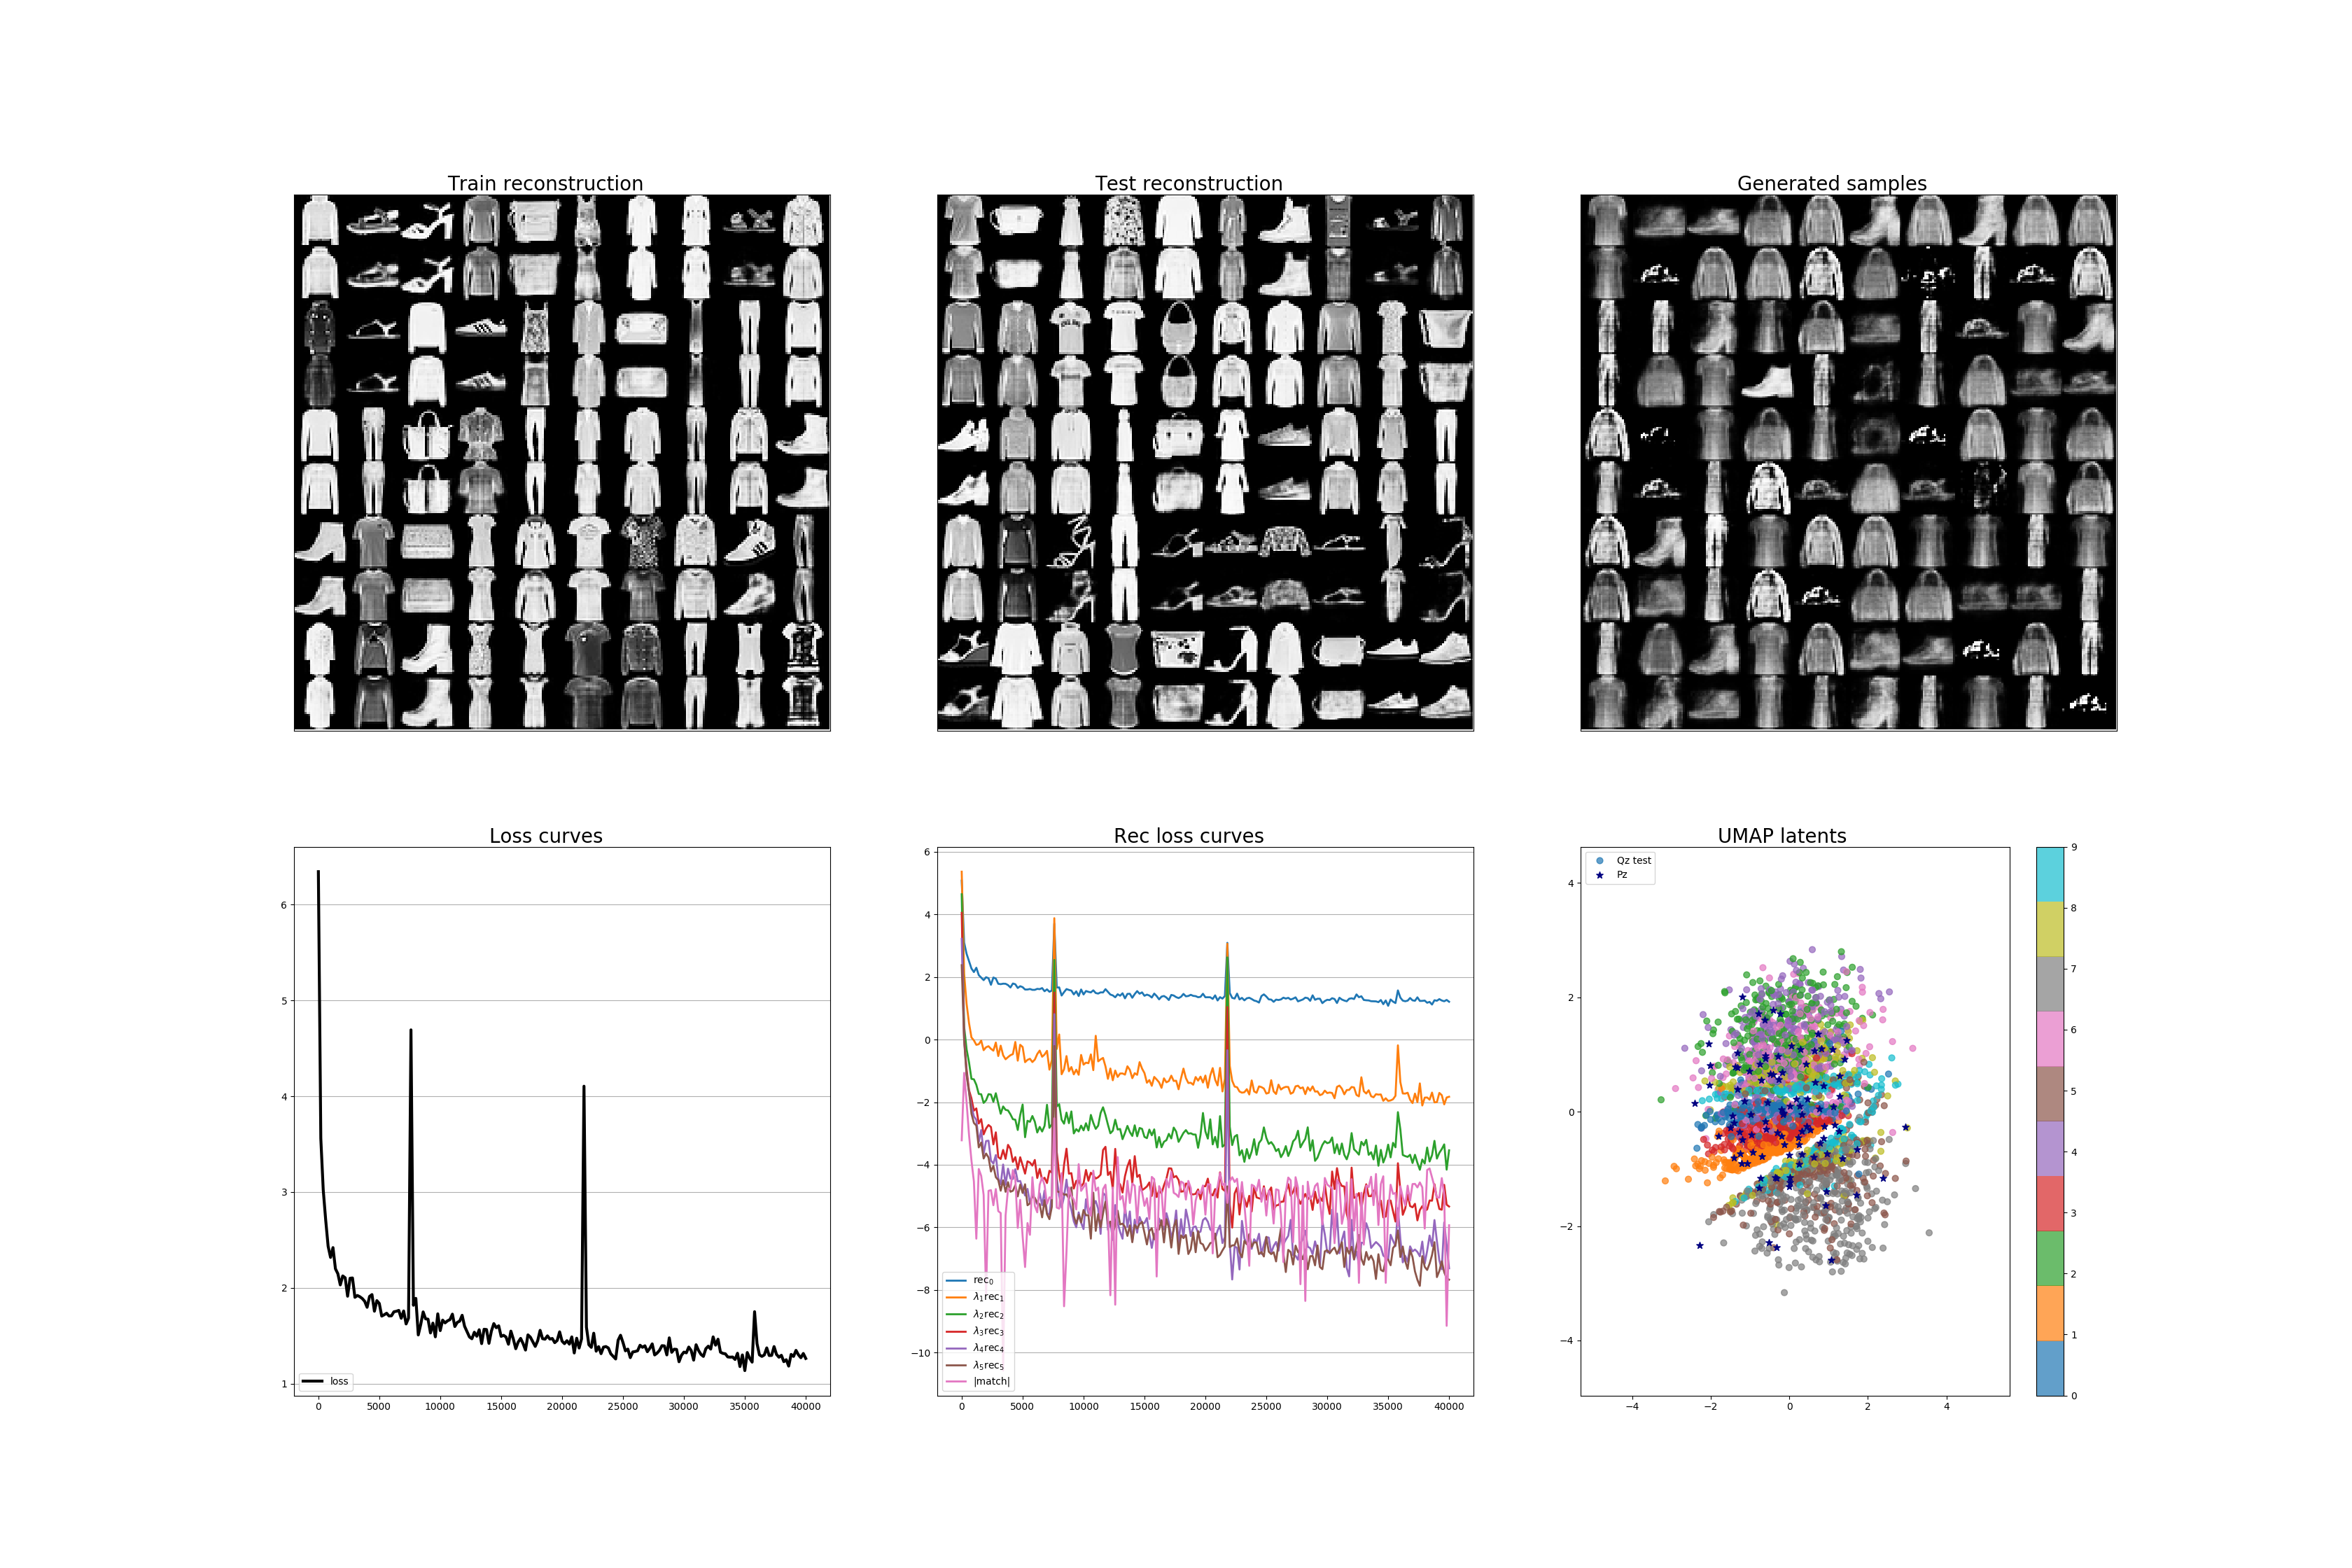 Train reconstruction
Test reconstruction
Generated samples
Loss curves
6
5
4
3
2
1
0 5000 10000 15000 20000 25000 30000 35000 40000
loss
Rec loss curves
6
4
2
0
−2
−4
−6
−8
−10
0 5000 10000 15000 20000 25000 30000 35000 40000
rec₀
λ₁rec₁
λ₂rec₂
λ₃rec₃
λ₄rec₄
λ₅rec₅
|match|
UMAP latents
Qz test
Pz
4
2
0
−2
−4
−4 −2 0 2 4
9
8
7
6
5
4
3
2
1
0